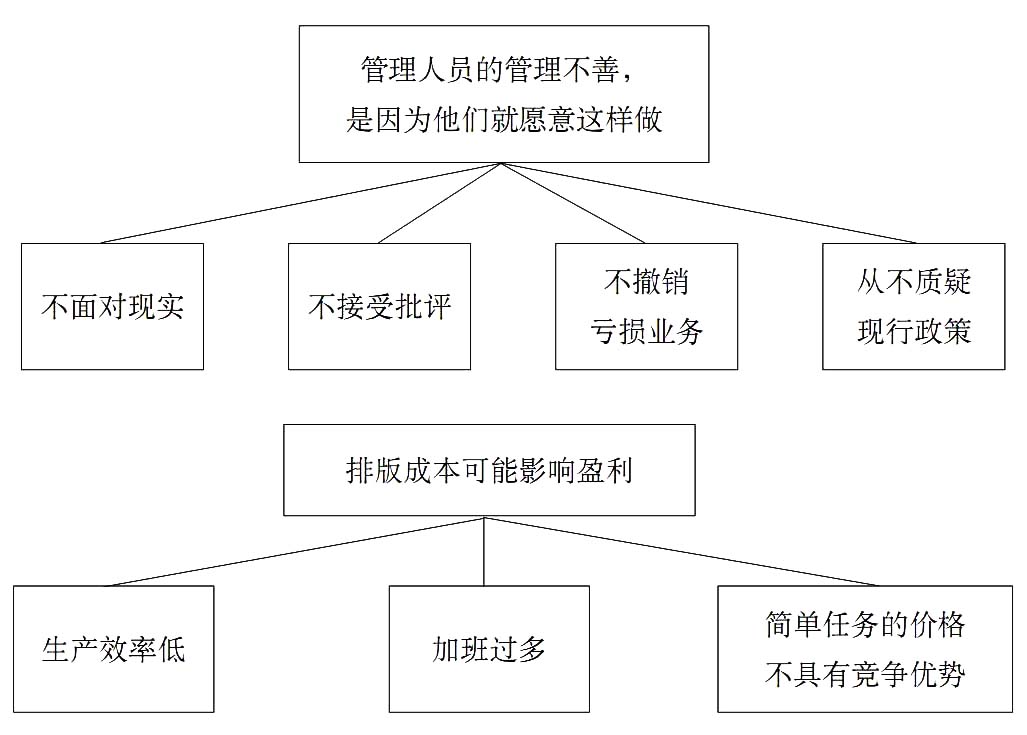 管理人员的管理不善，
是因为他们就愿意这样做
不面对现实
不接受批评
不撤销
亏损业务
从不质疑
现行政策
排版成本可能影响盈利
生产效率低
加班过多
简单任务的价格
不具有竞争优势